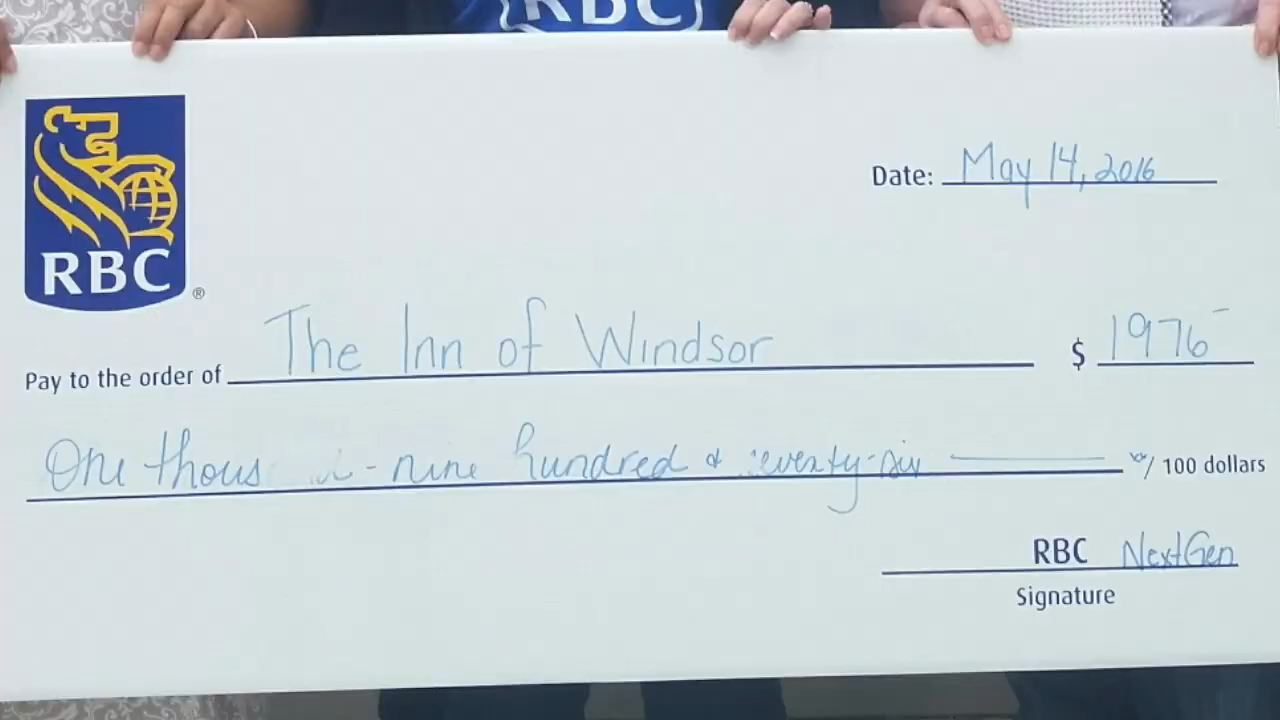 RBC
Date: May 14, 2016
RBC ®
Pay to the order of The Inn of Windsor $ 1976-
One thous - nine hundred & seventy-six xx/ 100 dollars
RBC NextGen
Signature